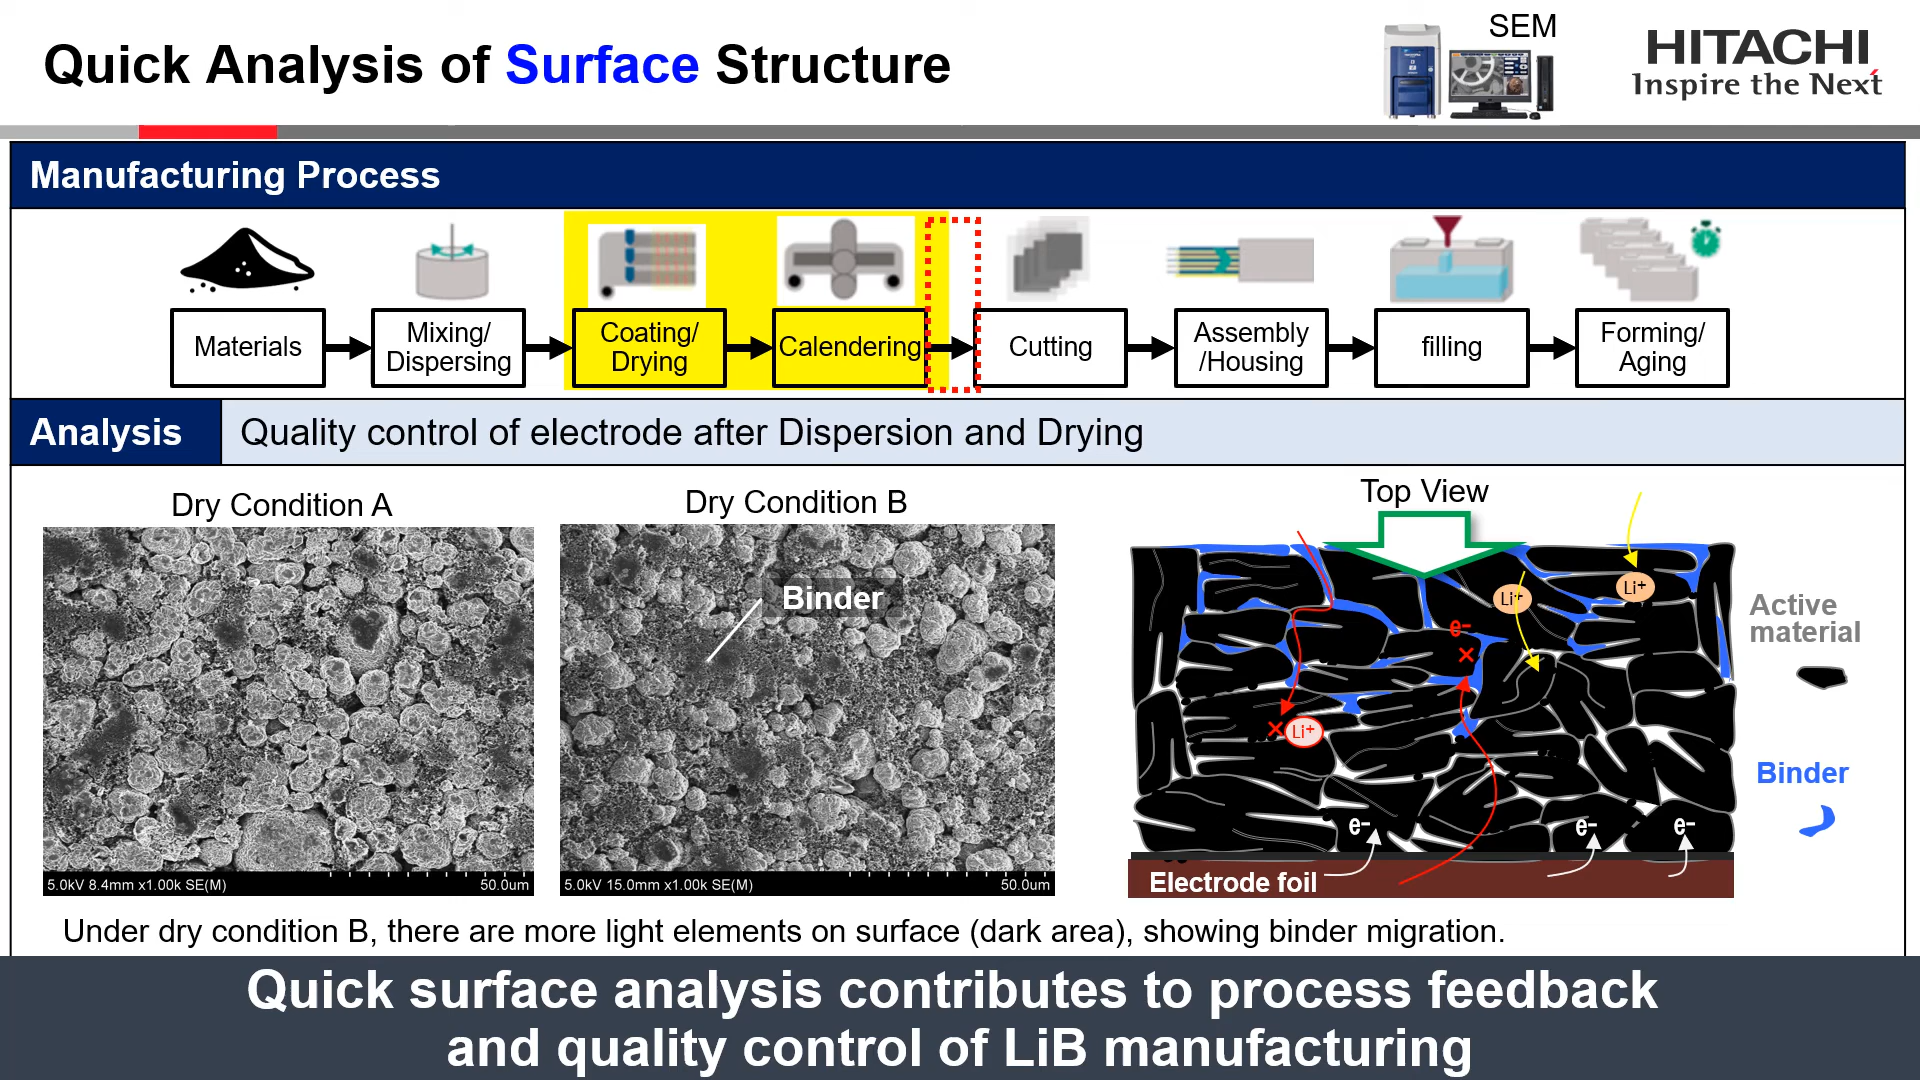 Quick Analysis of Surface Structure
SEM
HITACHI
Inspire the Next
Manufacturing Process
Materials
Mixing/
Dispersing
Coating/
Drying
Calendering
Cutting
Assembly
/Housing
filling
Forming/
Aging
Analysis
Quality control of electrode after Dispersion and Drying
Dry Condition A
Dry Condition B
Top View
Binder
5.0kV 8.4mm x1.00k SE(M)
50.0um
5.0kV 15.0mm x1.00k SE(M)
50.0um
Li+
Li+
e-
×
×
Li+
e-
e-
e-
Electrode foil
Active
material
Binder
Under dry condition B, there are more light elements on surface (dark area), showing binder migration.
Quick surface analysis contributes to process feedback
and quality control of LiB manufacturing